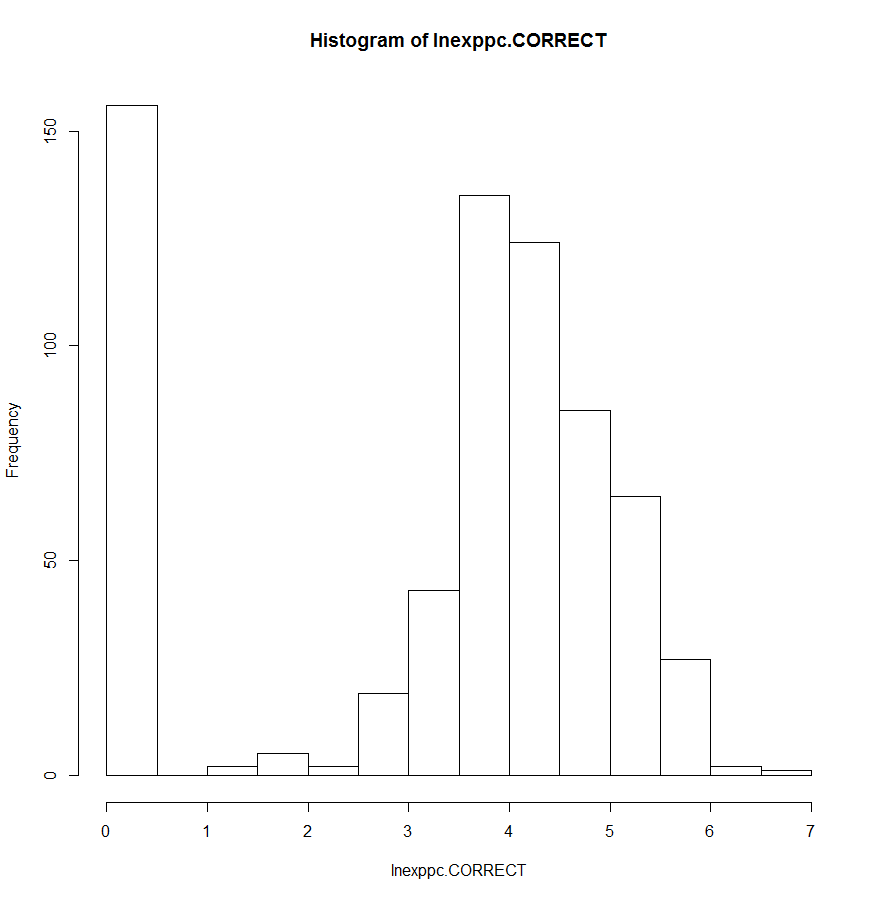 Histogram of lnexppc.CORRECT
Frequency
0
50
100
150
0 1 2 3 4 5 6 7
lnexppc.CORRECT